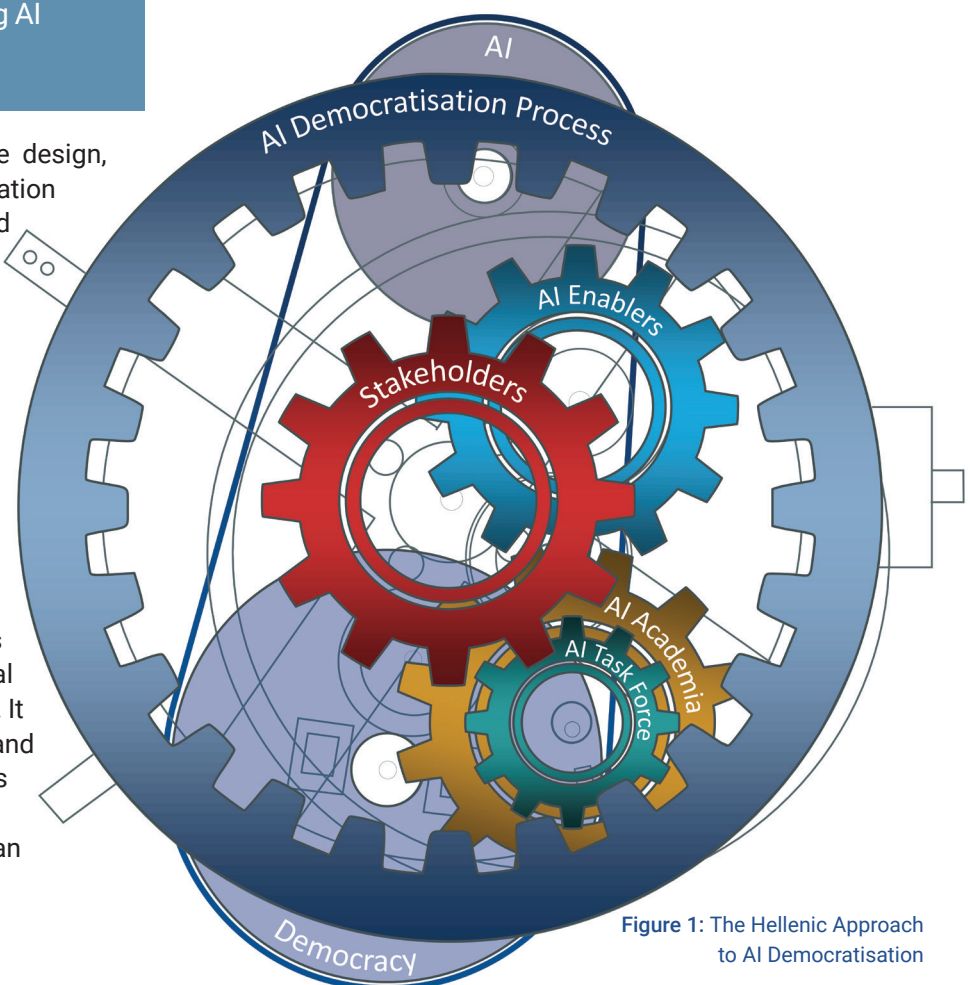 g AI
e design,
ation
d
s
al
It
and
s
an
AI
AI Democratisation Process
AI Enablers
Stakeholders
AI Academia
AI Task Force
Democracy
Figure 1: The Hellenic Approach
to AI Democratisation